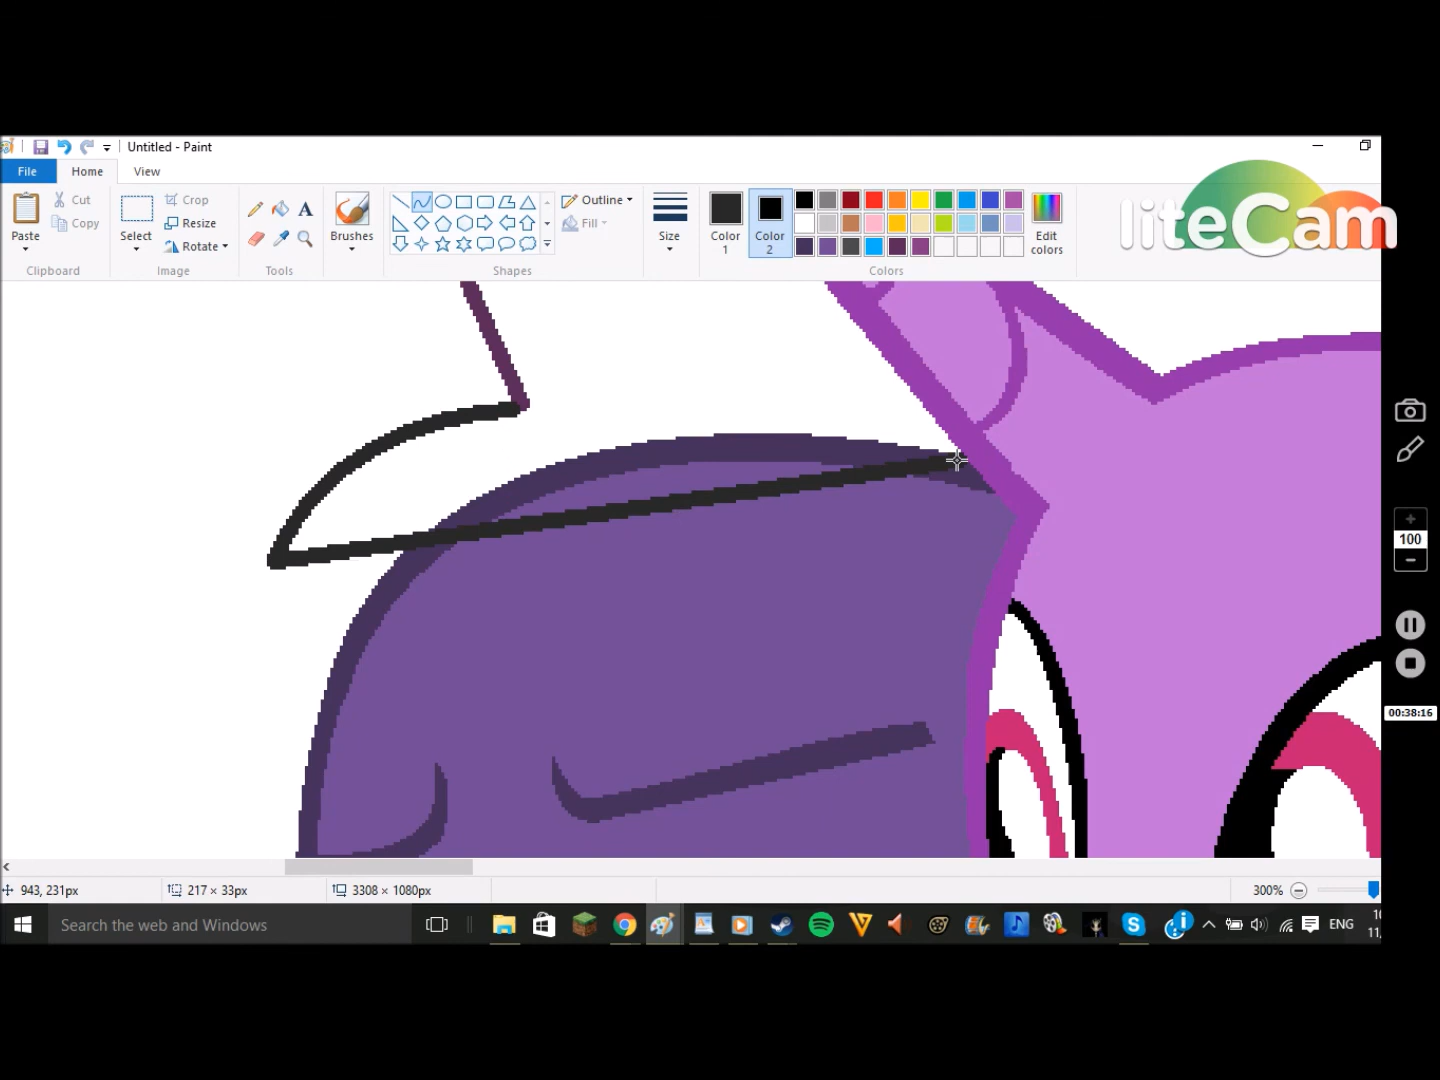 Untitled - Paint
File Home View
liteCam
Paste
Cut
Copy
Clipboard
Select
Crop
Resize
Rotate
Image
Tools
Brushes
Shapes
Outline
Fill
Size
Color 1
Color 2
Edit colors
Colors
100
00:38:16
943, 231px 217 × 33px 3308 × 1080px 300%
Search the web and Windows
ENG